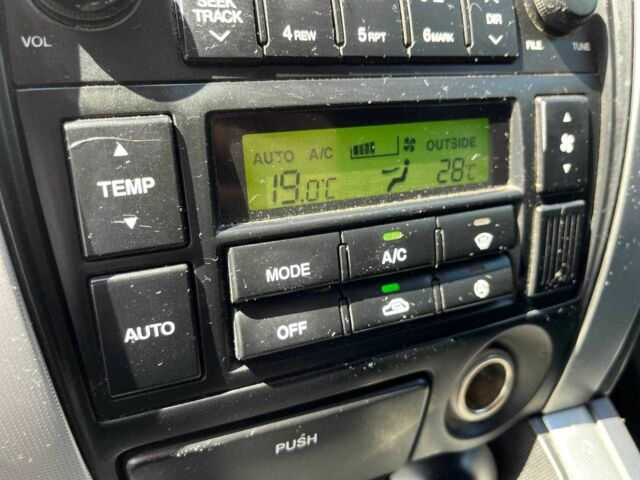 SEEK
TRACK
4 REW
5 RPT
6 MARK
DIR
VOL
FILE
TUNE
AUTO A/C OUTSIDE
19.0°C 28°C
TEMP
MODE
A/C
AUTO
OFF
PUSH